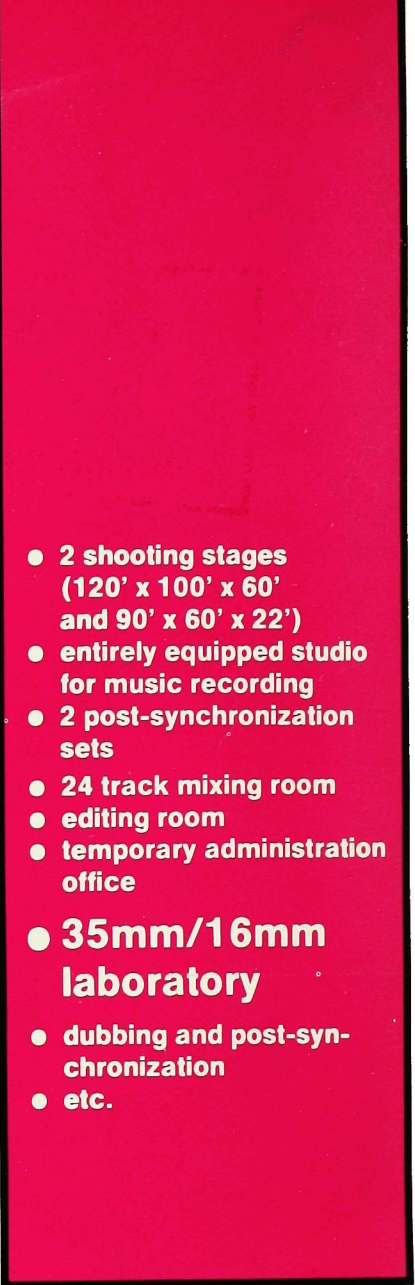 ● 2 shooting stages
(120' x 100' x 60'
and 90' x 60' x 22')
● entirely equipped studio
for music recording
● 2 post-synchronization
sets
● 24 track mixing room
● editing room
● temporary administration
office
● 35mm/16mm
laboratory
● dubbing and post-syn-
chronization
● etc.